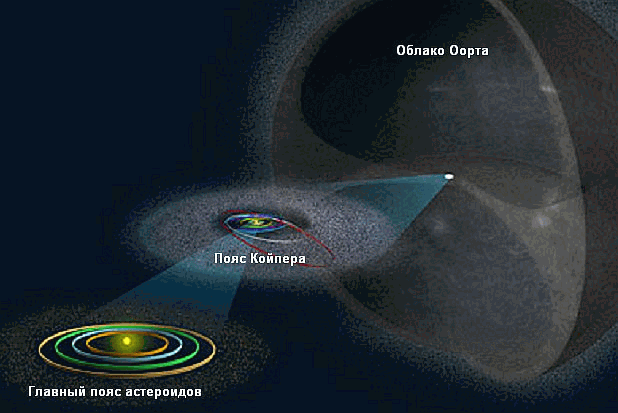 Облако Оорта
Пояс Койпера
Главный пояс астероидов